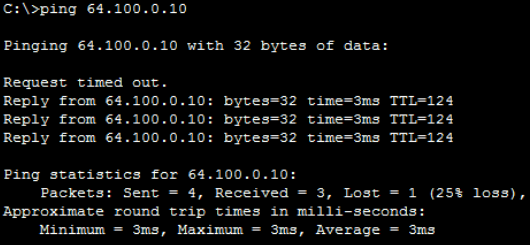 C:\>ping 64.100.0.10
Pinging 64.100.0.10 with 32 bytes of data:
Request timed out.
Reply from 64.100.0.10: bytes=32 time=3ms TTL=124
Reply from 64.100.0.10: bytes=32 time=3ms TTL=124
Reply from 64.100.0.10: bytes=32 time=3ms TTL=124
Ping statistics for 64.100.0.10:
    Packets: Sent = 4, Received = 3, Lost = 1 (25% loss),
Approximate round trip times in milli-seconds:
    Minimum = 3ms, Maximum = 3ms, Average = 3ms